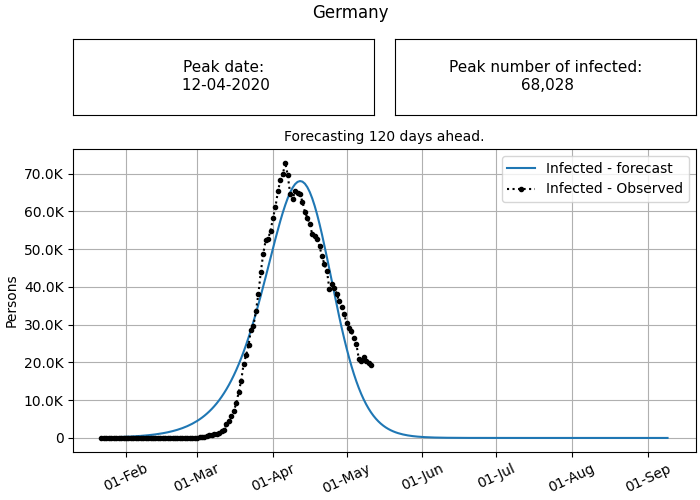 Germany
Peak date:
12-04-2020
Peak number of infected:
68,028
Forecasting 120 days ahead.
Infected - forecast
Infected - Observed
Persons
70.0K
60.0K
50.0K
40.0K
30.0K
20.0K
10.0K
0
01-Feb
01-Mar
01-Apr
01-May
01-Jun
01-Jul
01-Aug
01-Sep